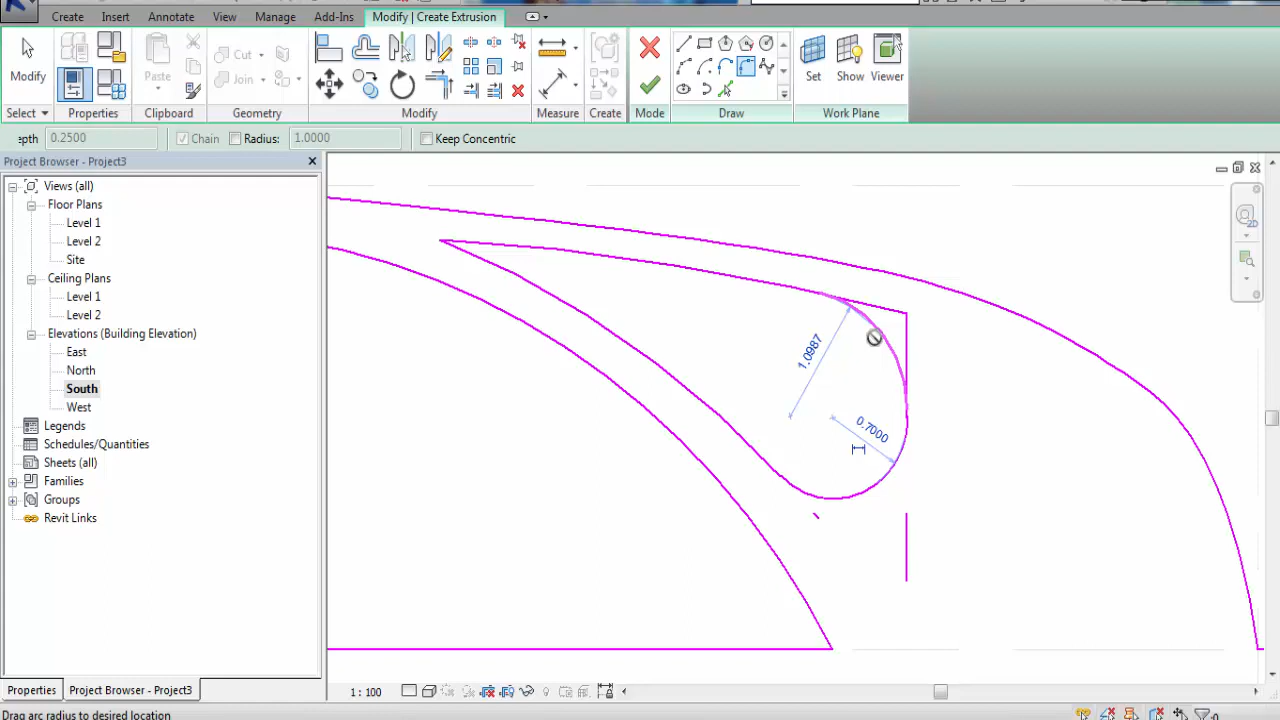 Create Insert Annotate View Manage Add-Ins Modify | Create Extrusion
Modify
Paste
Cut
Join
Set Show Viewer
Select Properties Clipboard Geometry Modify Measure Create Mode Draw Work Plane
epth 0.2500 Chain Radius: 1.0000 Keep Concentric
Project Browser - Project3
Views (all)
Floor Plans
Level 1
Level 2
Site
Ceiling Plans
Level 1
Level 2
Elevations (Building Elevation)
East
North
South
West
Legends
Schedules/Quantities
Sheets (all)
Families
Groups
Revit Links
1.0987
0.7000
2D
Properties Project Browser - Project3
1 : 100
Drag arc radius to desired location